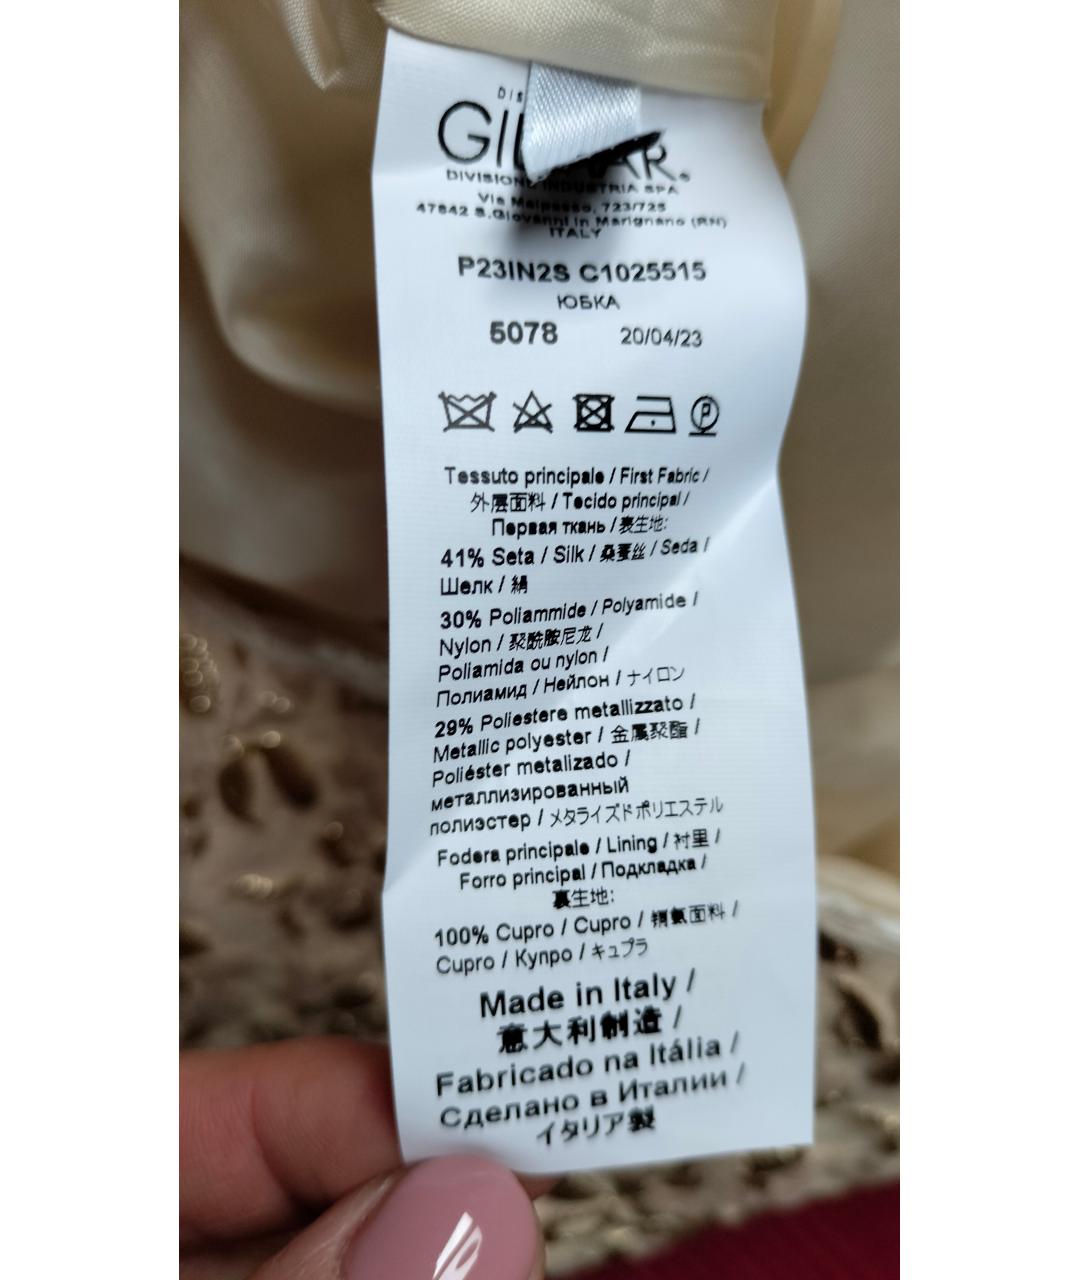 DIS
DIVISIONE INDUSTRIA SPA
Via Malpasso, 723/725
47842 S.Giovanni in Marignano (RN)
ITALY
P23IN2S C1025515
ЮБКА
5078 20/04/23
P
Tessuto principale / First Fabric /
外层面料 / Tecido principal /
Первая ткань / 表生地:
41% Seta / Silk / 桑蚕丝 / Seda /
Шелк / 絹
30% Poliammide / Polyamide /
Nylon / 聚酰胺尼龙 /
Poliamida ou nylon /
Полиамид / Нейлон / ナイロン
29% Poliestere metallizzato /
Metallic polyester / 金属聚酯 /
Poliéster metalizado /
металлизированный
полиэстер / メタライズドポリエステル
Fodera principale / Lining / 衬里 /
Forro principal / Подкладка /
裏生地:
100% Cupro / Cupro / 铜氨面料 /
Cupro / Купро / キュプラ
Made in Italy /
意大利制造 /
Fabricado na Itália /
Сделано в Италии /
イタリア製